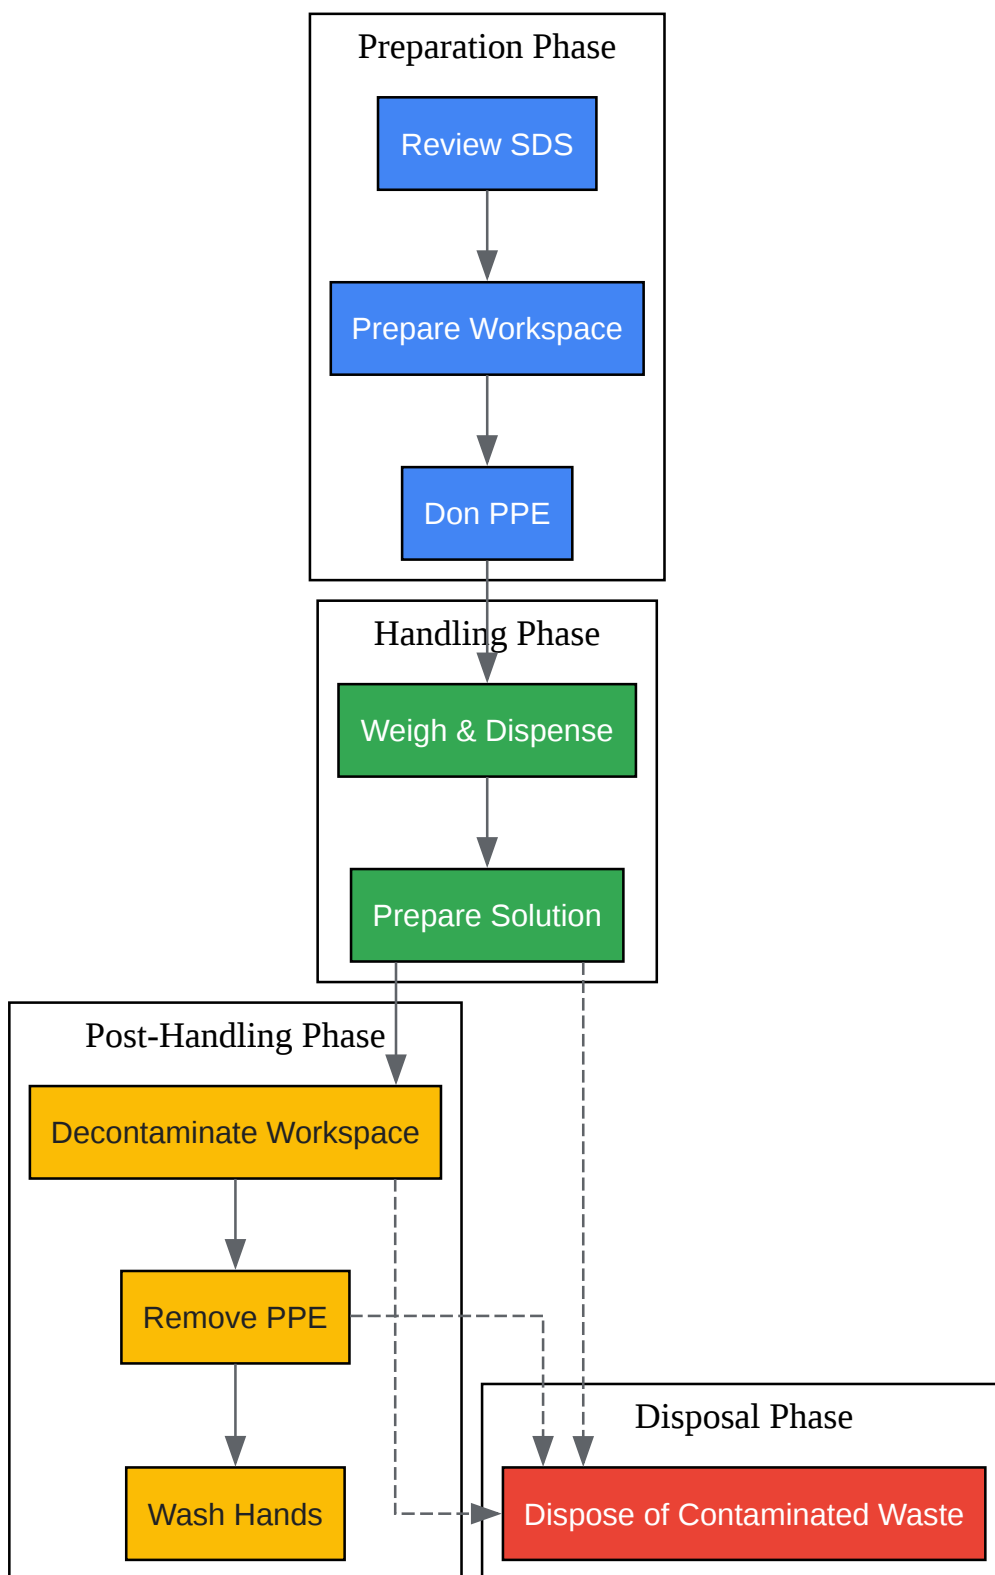 Preparation Phase
Review SDS
Prepare Workspace
Don PPE
Handling Phase
Weigh & Dispense
Prepare Solution
Post-Handling Phase
Decontaminate Workspace
Remove PPE
Wash Hands
Disposal Phase
Dispose of Contaminated Waste